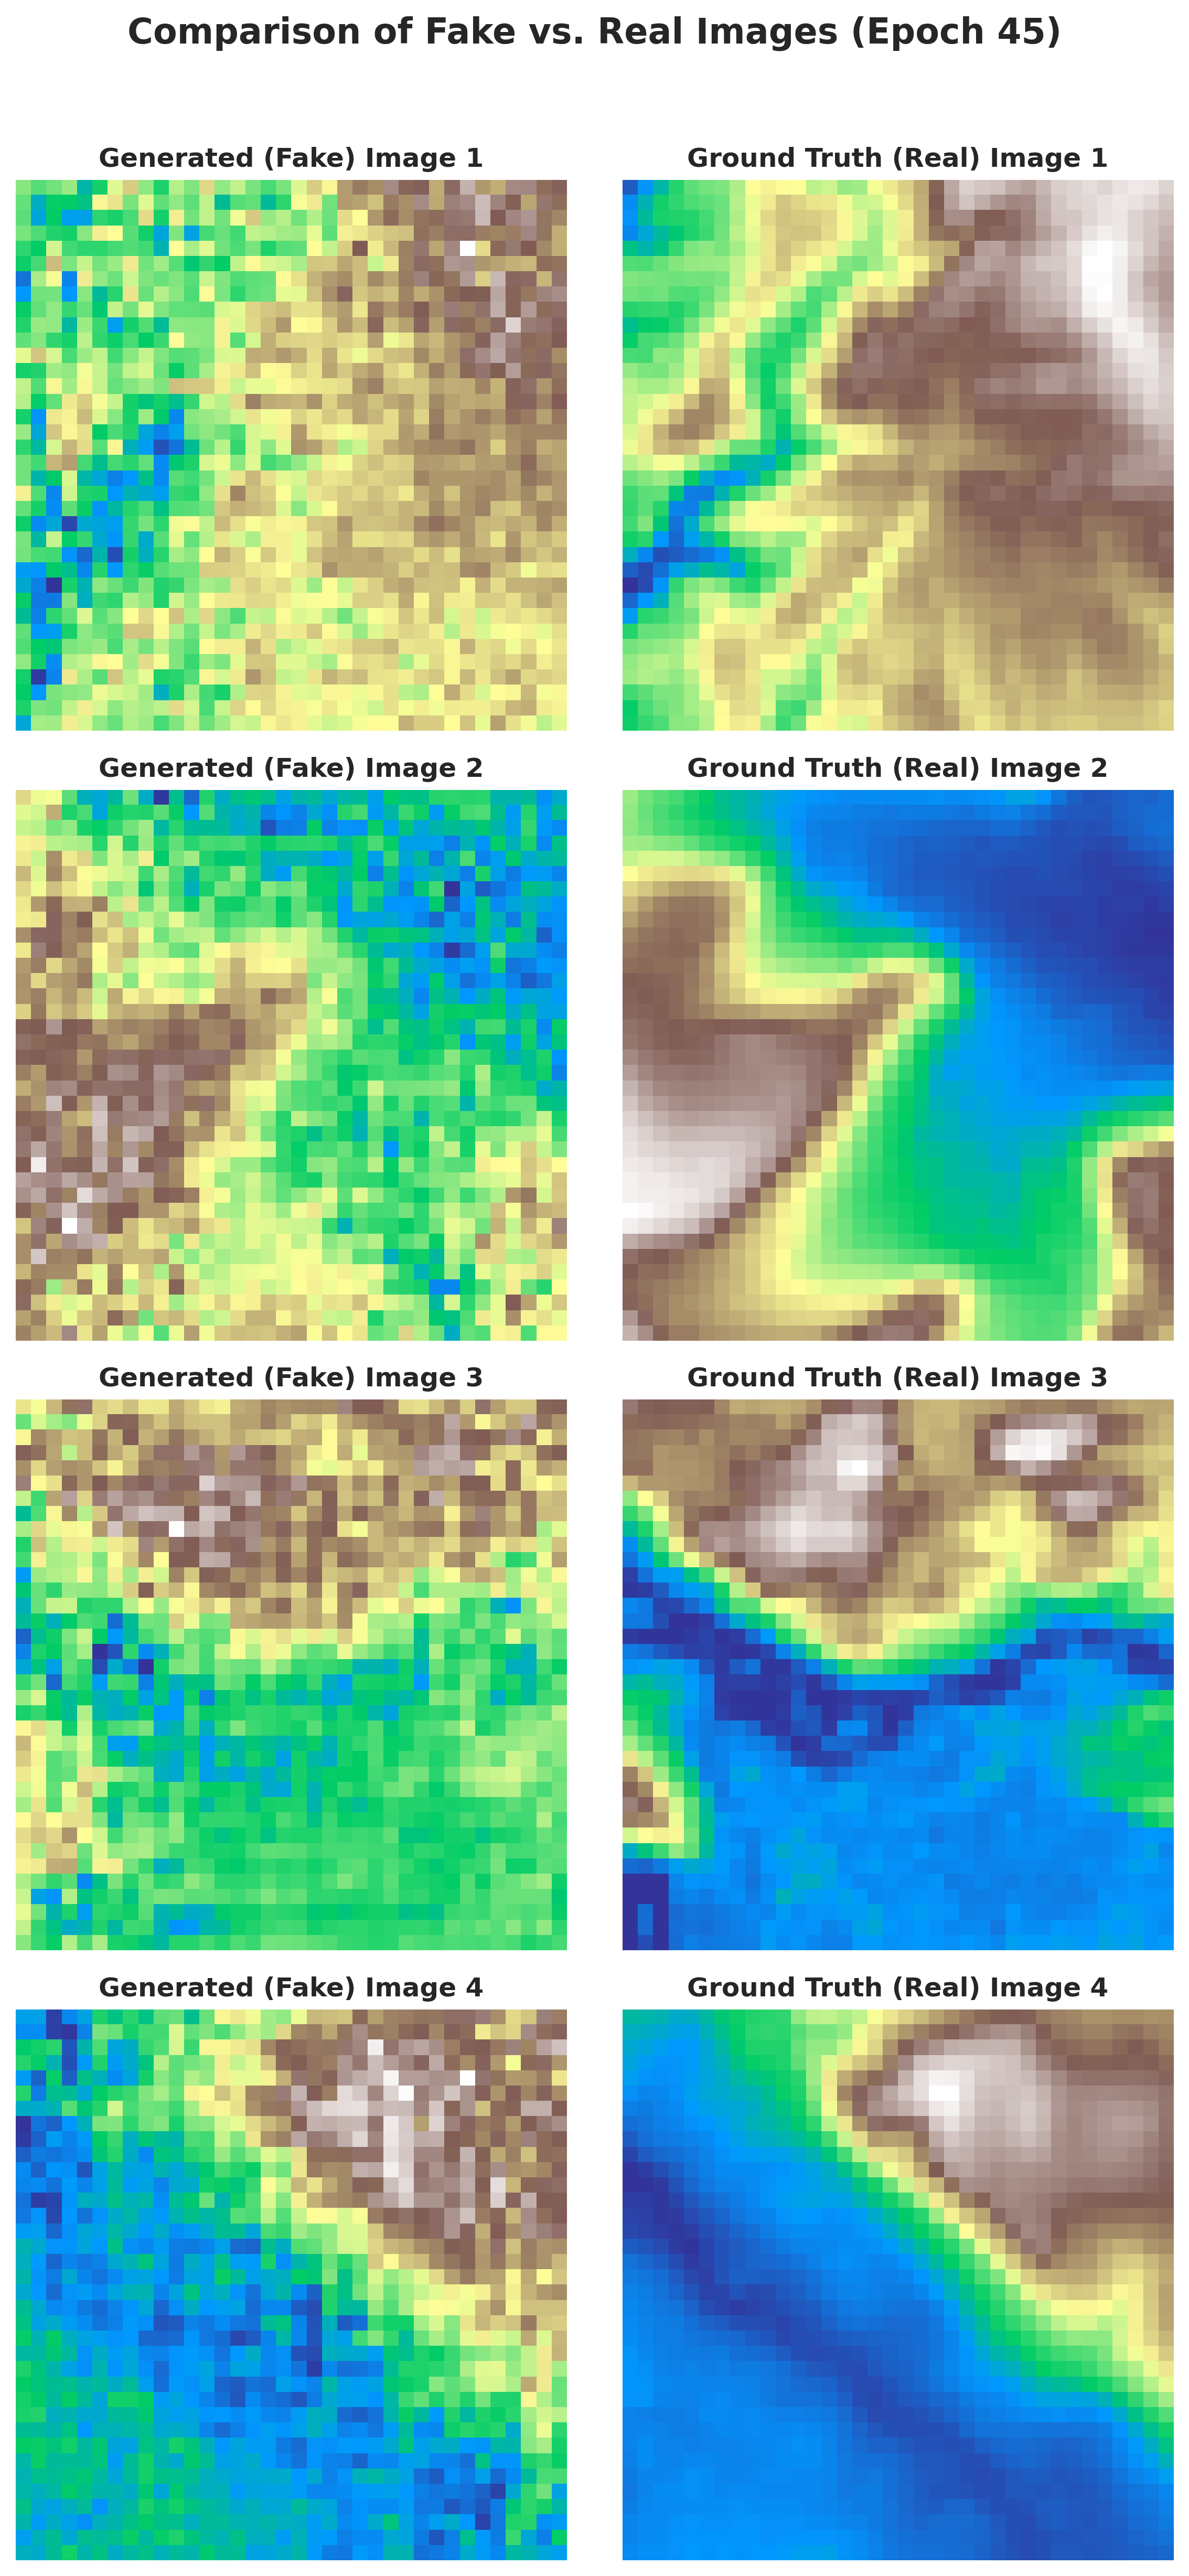 Comparison of Fake vs. Real Images (Epoch 45)
Generated (Fake) Image 1
Ground Truth (Real) Image 1
Generated (Fake) Image 2
Ground Truth (Real) Image 2
Generated (Fake) Image 3
Ground Truth (Real) Image 3
Generated (Fake) Image 4
Ground Truth (Real) Image 4